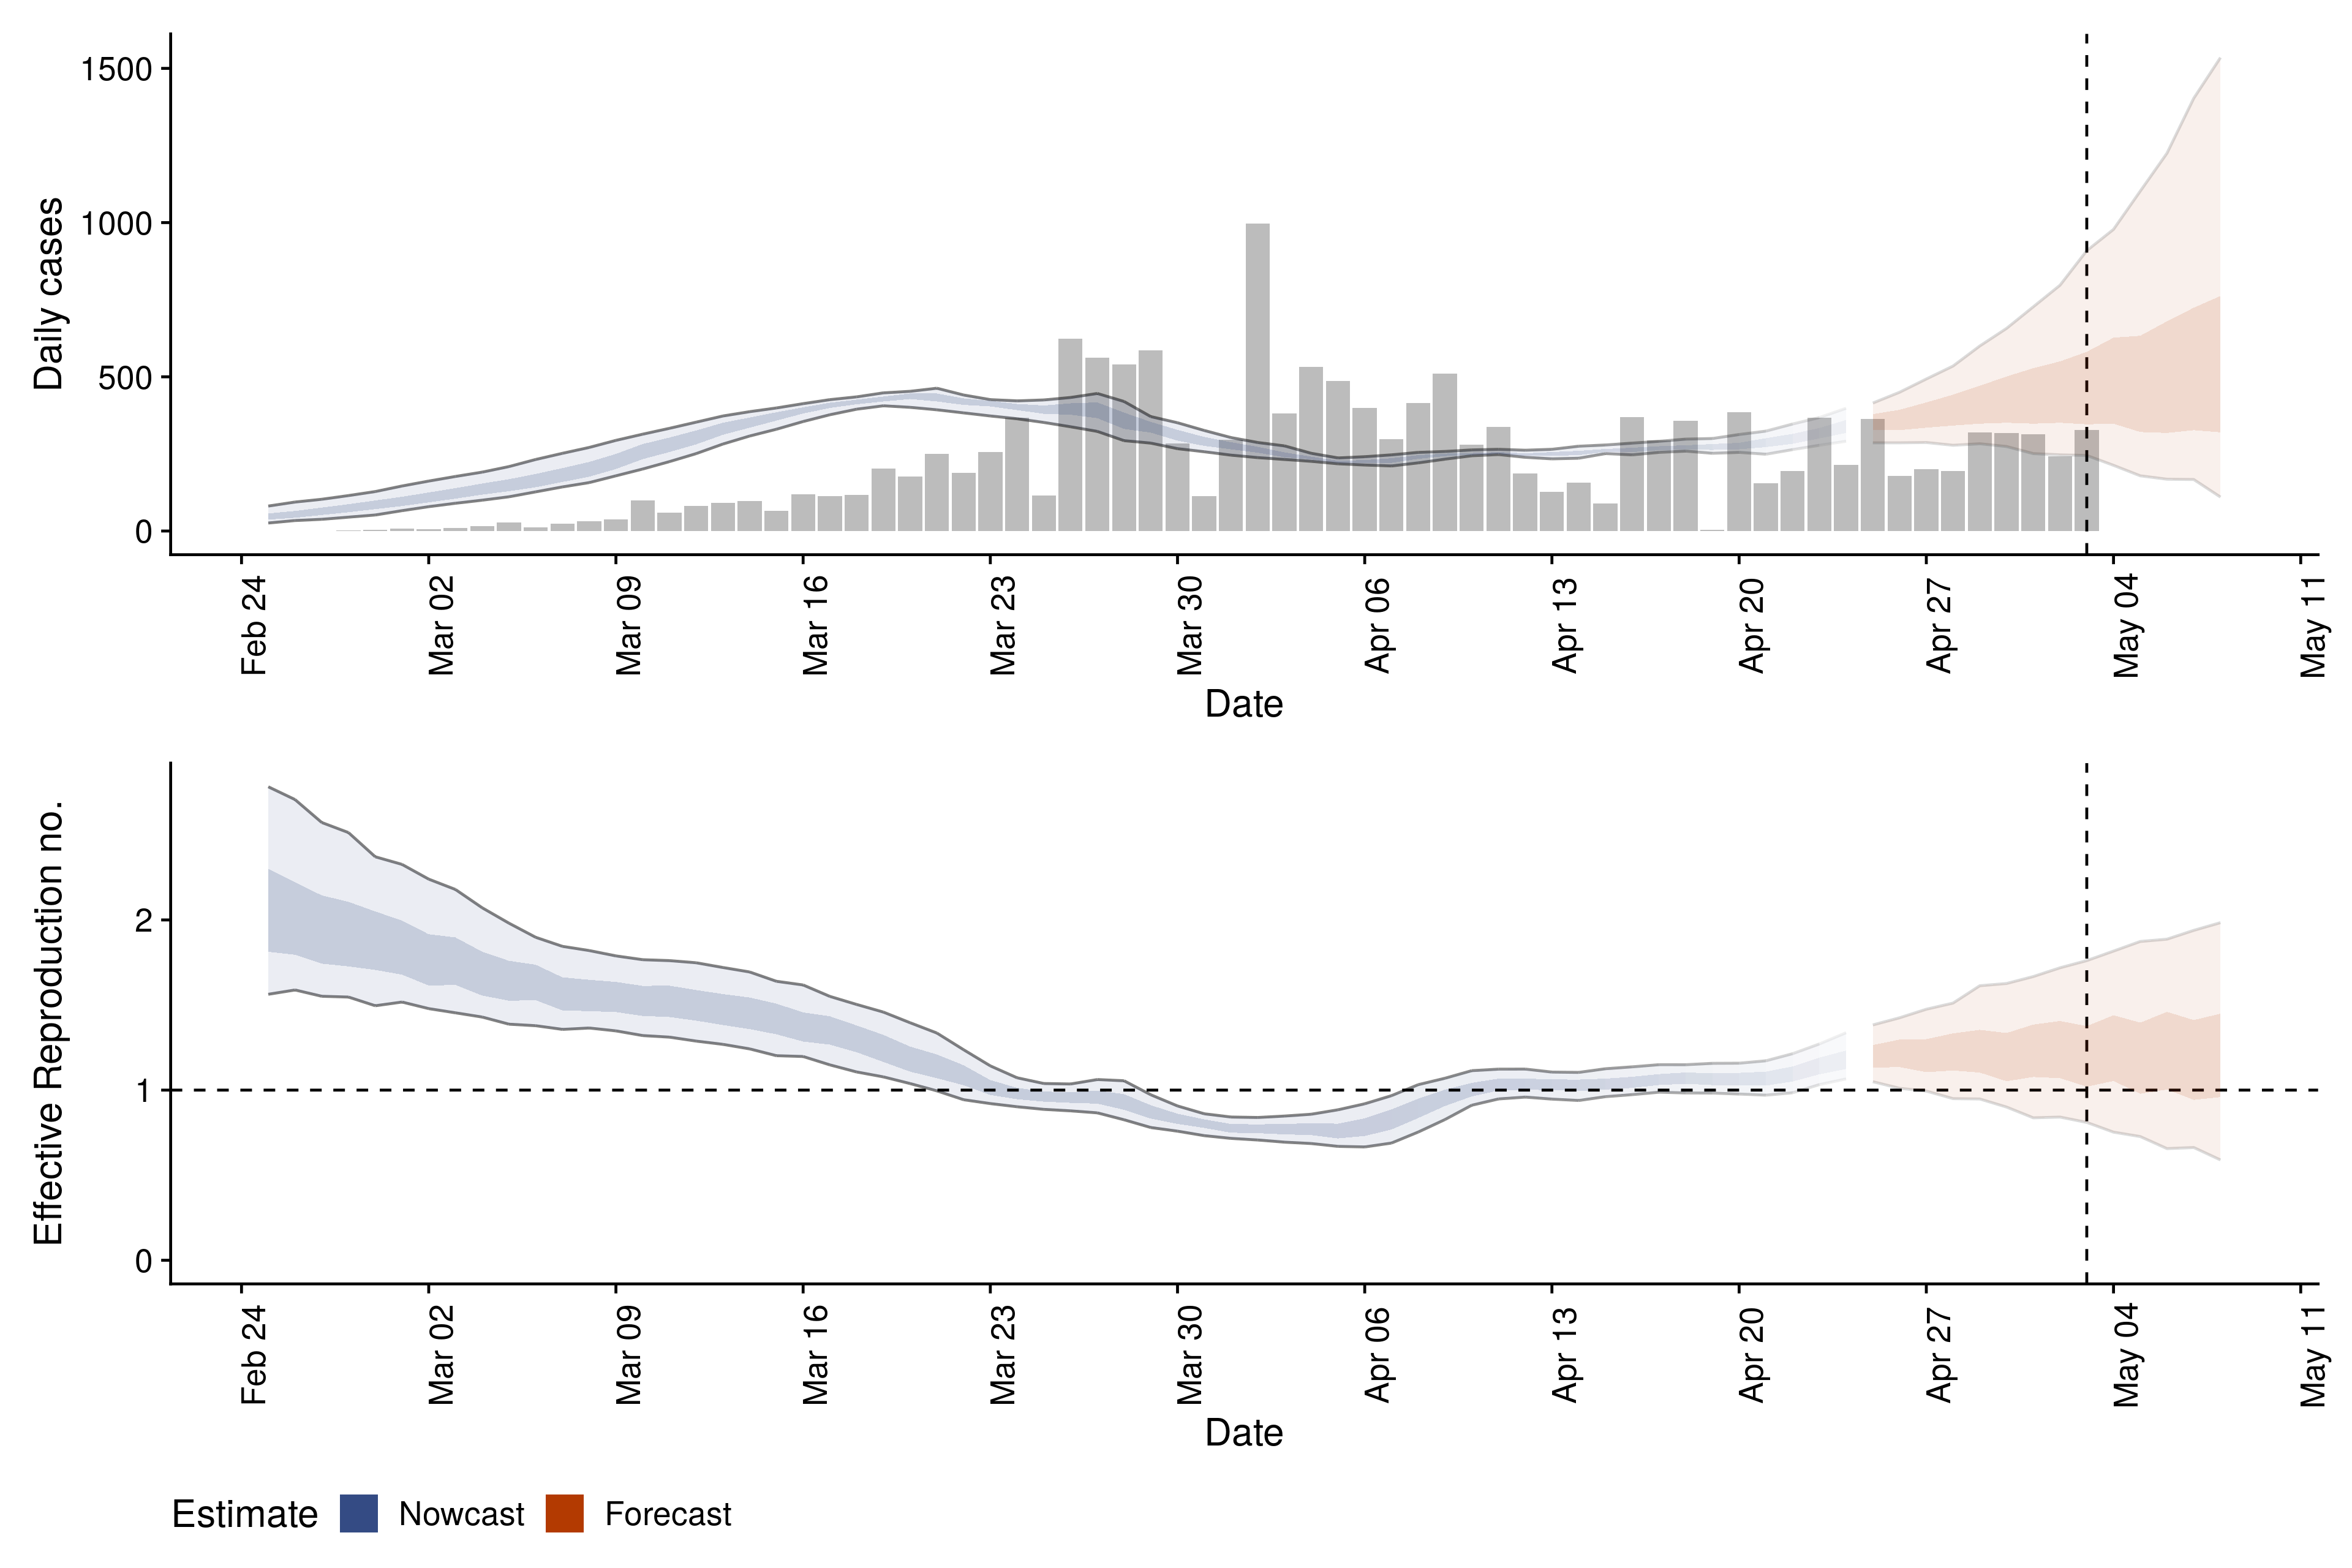 1500
1000
500
0
Daily cases
Feb 24
Mar 02
Mar 09
Mar 16
Mar 23
Mar 30
Apr 06
Apr 13
Apr 20
Apr 27
May 04
May 11
Date
2
1
0
Effective Reproduction no.
Feb 24
Mar 02
Mar 09
Mar 16
Mar 23
Mar 30
Apr 06
Apr 13
Apr 20
Apr 27
May 04
May 11
Date
Estimate Nowcast Forecast